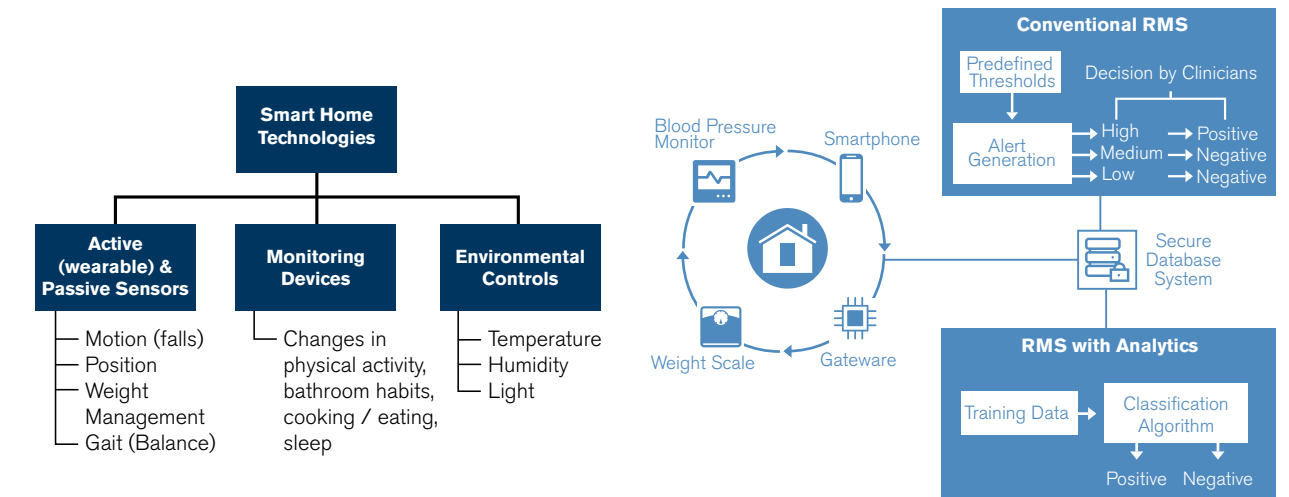 Smart Home
Technologies
Active
(wearable) &
Passive Sensors
Motion (falls)
Position
Weight
Management
Gait (Balance)
Monitoring
Devices
Changes in
physical activity,
bathroom habits,
cooking / eating,
sleep
Environmental
Controls
Temperature
Humidity
Light
Blood Pressure
Monitor
Smartphone
Weight Scale
Gateware
Conventional RMS
Predefined
Thresholds
Decision by Clinicians
Alert
Generation
High
Positive
Medium
Negative
Low
Negative
Secure
Database
System
RMS with Analytics
Training Data
Classification
Algorithm
Positive
Negative